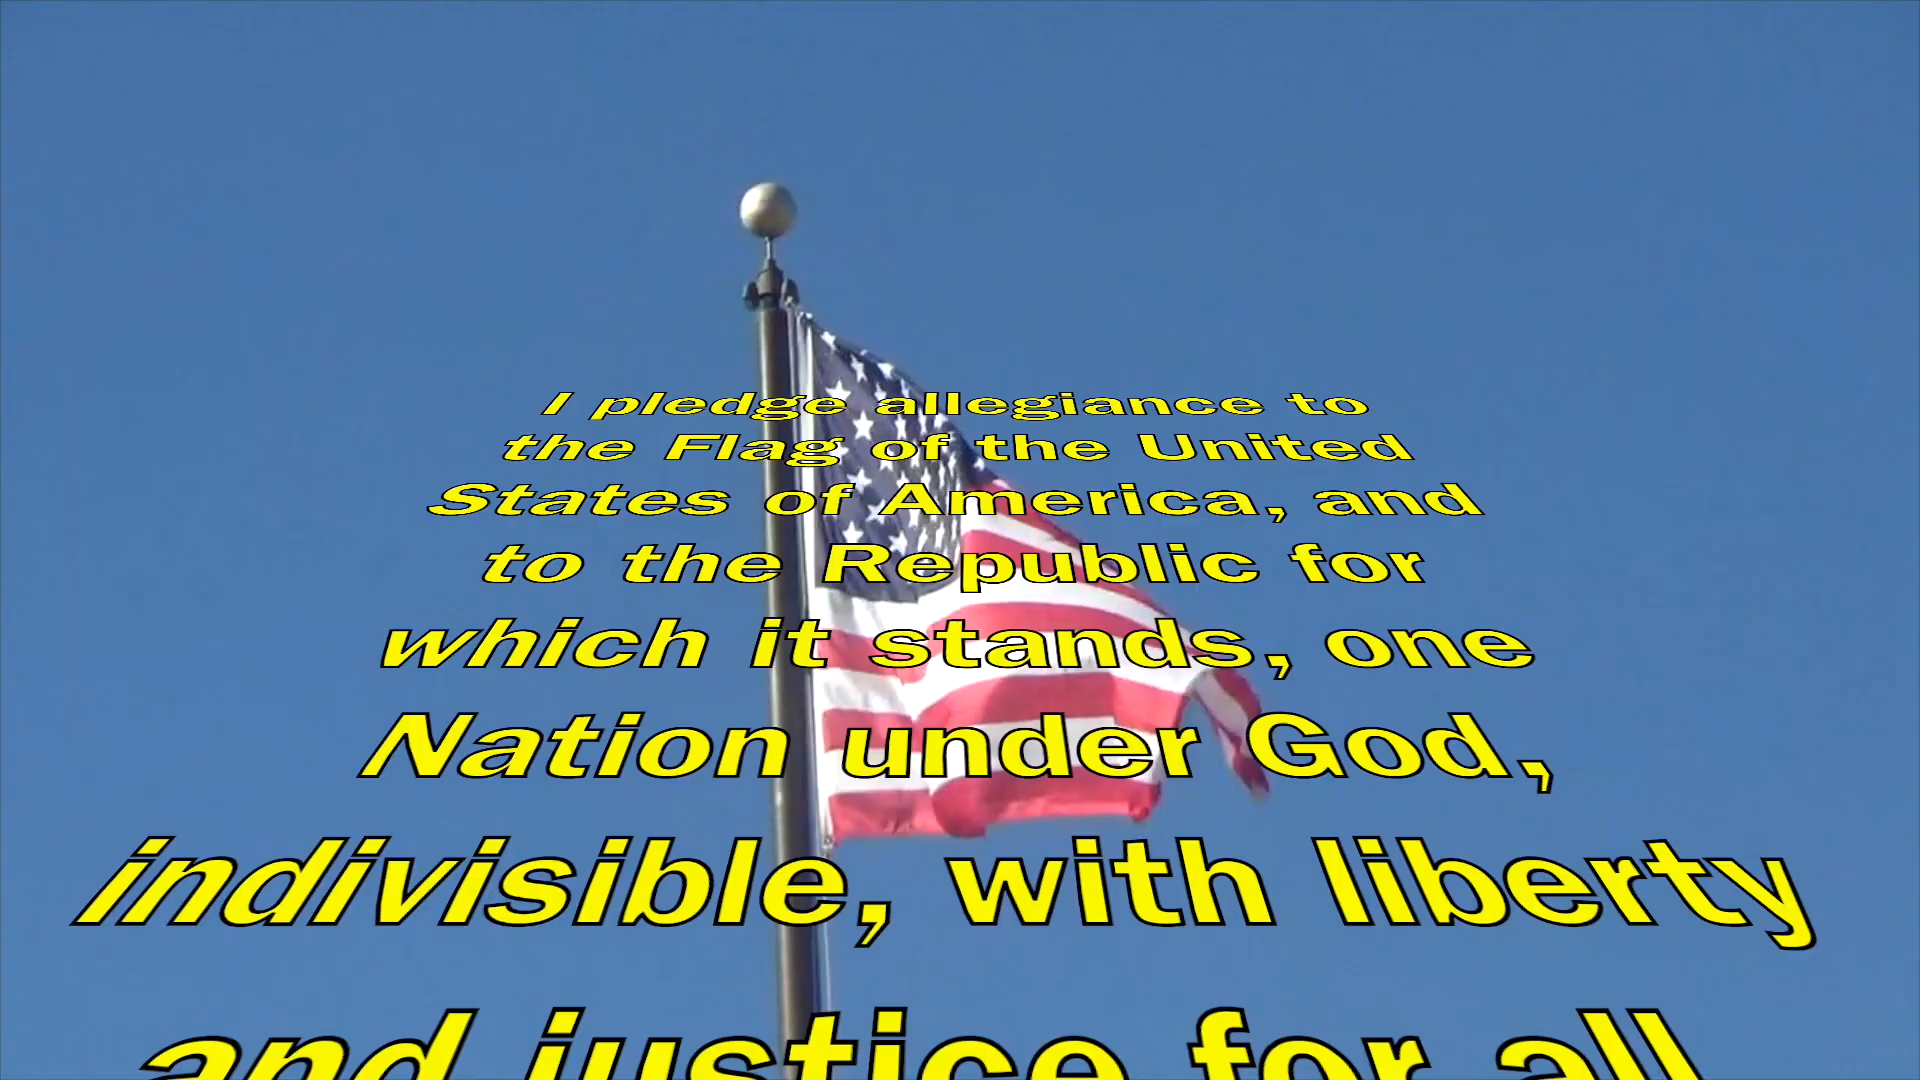 I pledge allegiance to
the Flag of the United
States of America, and
to the Republic for
which it stands, one
Nation under God,
indivisible, with liberty
and justice for all